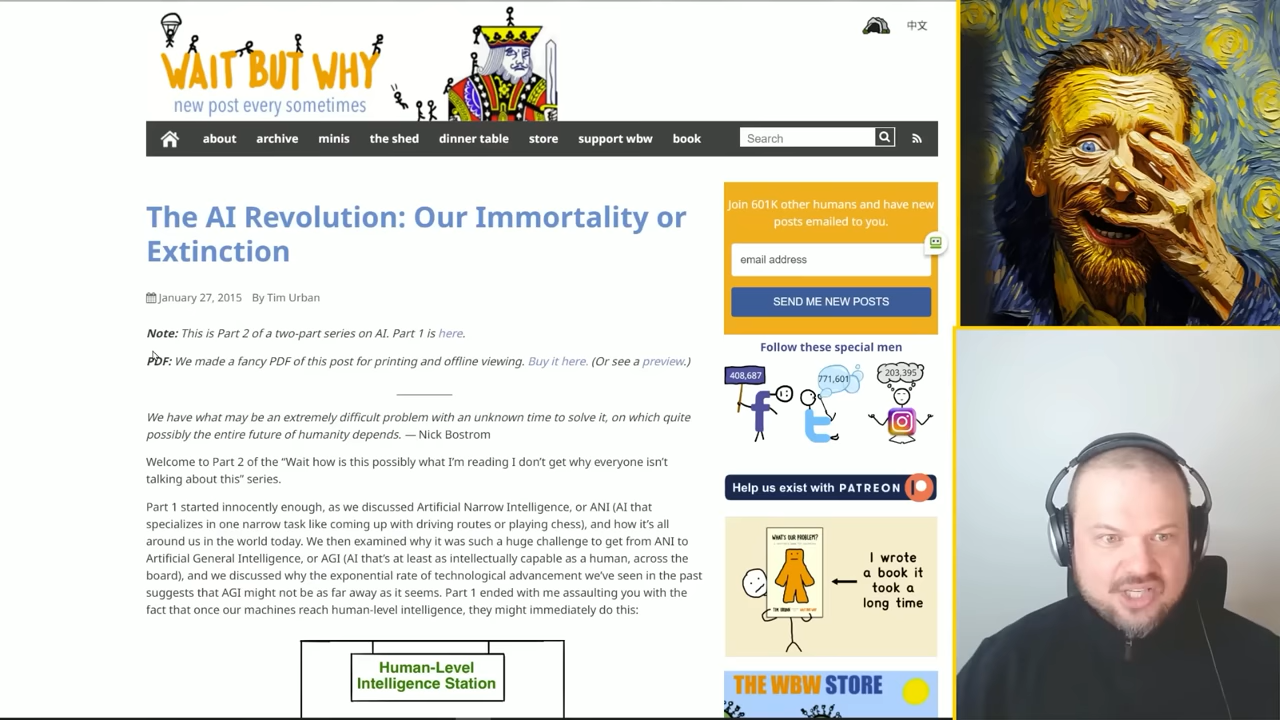 WAIT BUT WHY
new post every sometimes
中文
about archive minis the shed dinner table store support wbw book Search
The AI Revolution: Our Immortality or
Extinction
January 27, 2015 By Tim Urban
Note: This is Part 2 of a two-part series on AI. Part 1 is here.
PDF: We made a fancy PDF of this post for printing and offline viewing. Buy it here. (Or see a preview.)
We have what may be an extremely difficult problem with an unknown time to solve it, on which quite
possibly the entire future of humanity depends. — Nick Bostrom
Welcome to Part 2 of the “Wait how is this possibly what I’m reading I don’t get why everyone isn’t
talking about this” series.
Part 1 started innocently enough, as we discussed Artificial Narrow Intelligence, or ANI (AI that
specializes in one narrow task like coming up with driving routes or playing chess), and how it’s all
around us in the world today. We then examined why it was such a huge challenge to get from ANI to
Artificial General Intelligence, or AGI (AI that’s at least as intellectually capable as a human, across the
board), and we discussed why the exponential rate of technological advancement we’ve seen in the past
suggests that AGI might not be as far away as it seems. Part 1 ended with me assaulting you with the
fact that once our machines reach human-level intelligence, they might immediately do this:
Human-Level
Intelligence Station
Join 601K other humans and have new
posts emailed to you.
email address
SEND ME NEW POSTS
Follow these special men
408,687 771,601 203,395
Help us exist with PATREON
WHAT'S OUR PROBLEM?
TIM URBAN
I wrote
a book it
took a
long time
THE WBW STORE